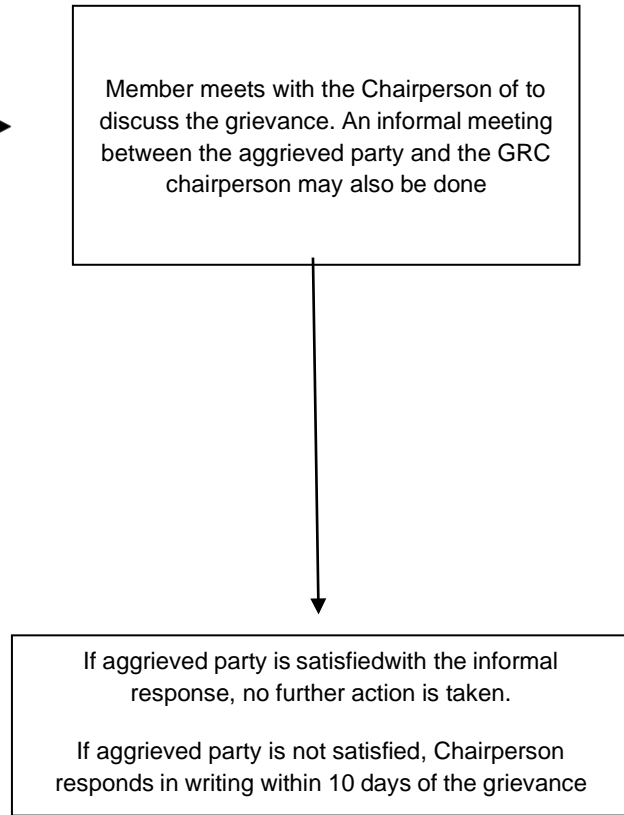 Member meets with the Chairperson of to
discuss the grievance. An informal meeting
between the aggrieved party and the GRC
chairperson may also be done
If aggrieved party is satisfiedwith the informal
response, no further action is taken.
If aggrieved party is not satisfied, Chairperson
responds in writing within 10 days of the grievance